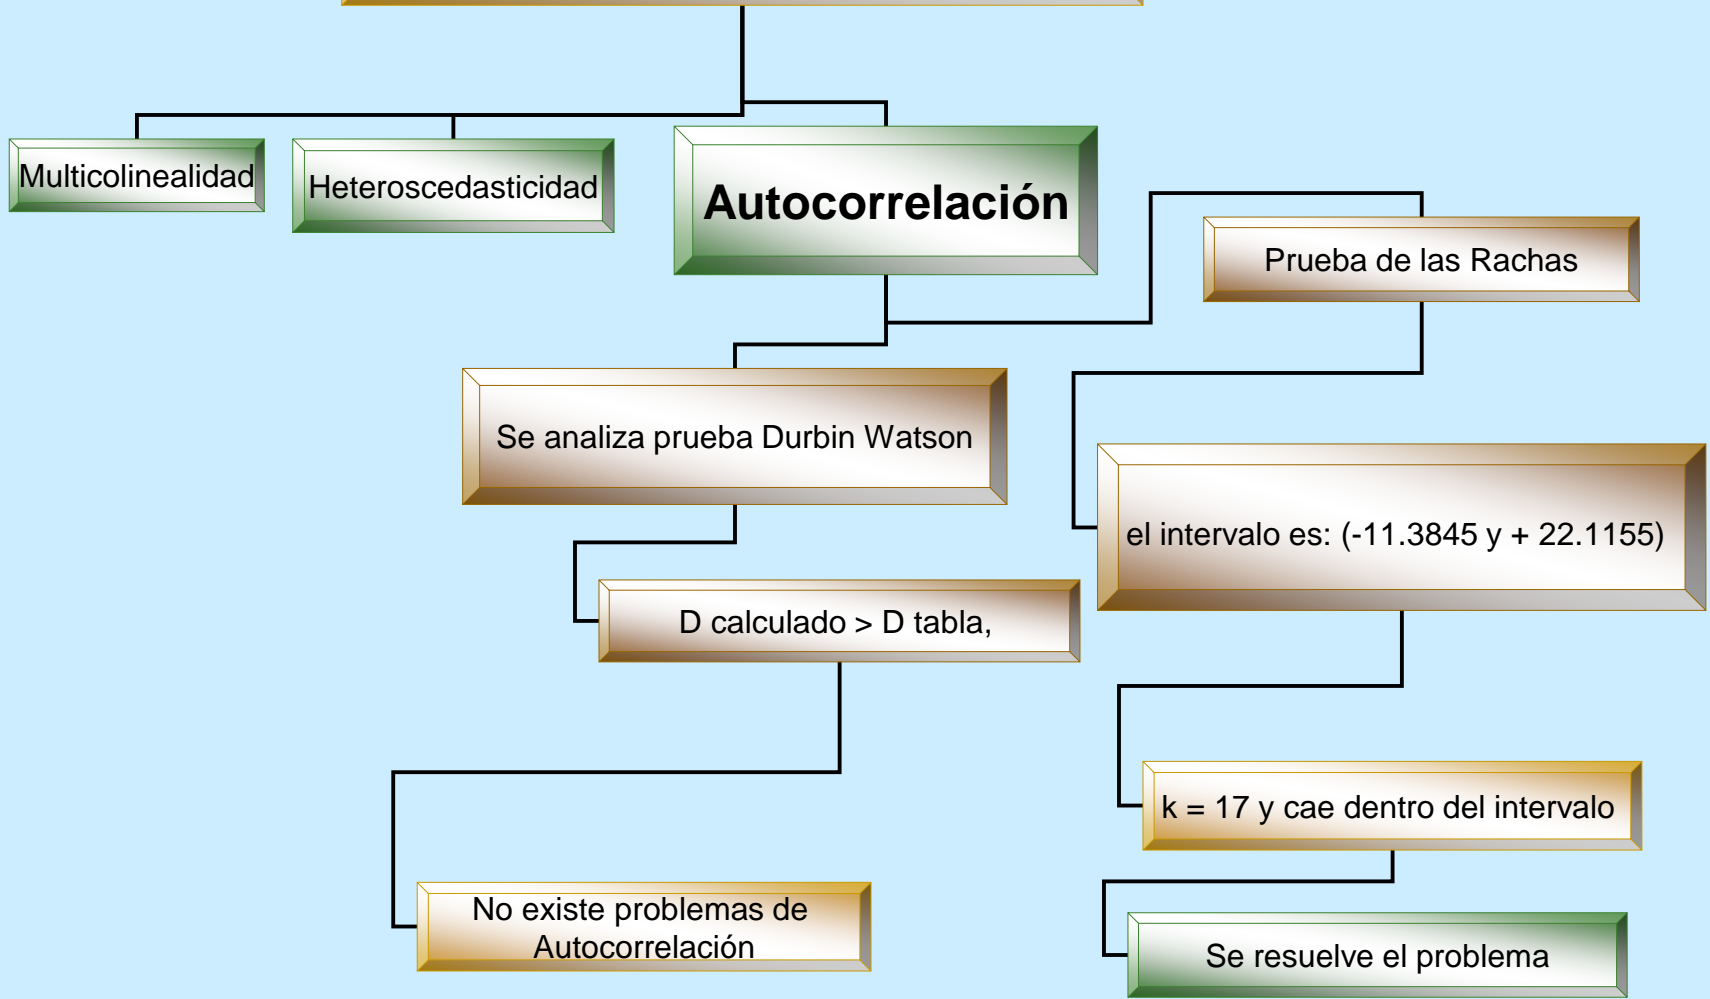 Multicolinealidad
Heteroscedasticidad
Autocorrelación
Prueba de las Rachas
Se analiza prueba Durbin Watson
el intervalo es: (-11.3845 y + 22.1155)
D calculado > D tabla,
k = 17 y cae dentro del intervalo
No existe problemas de
Autocorrelación
Se resuelve el problema